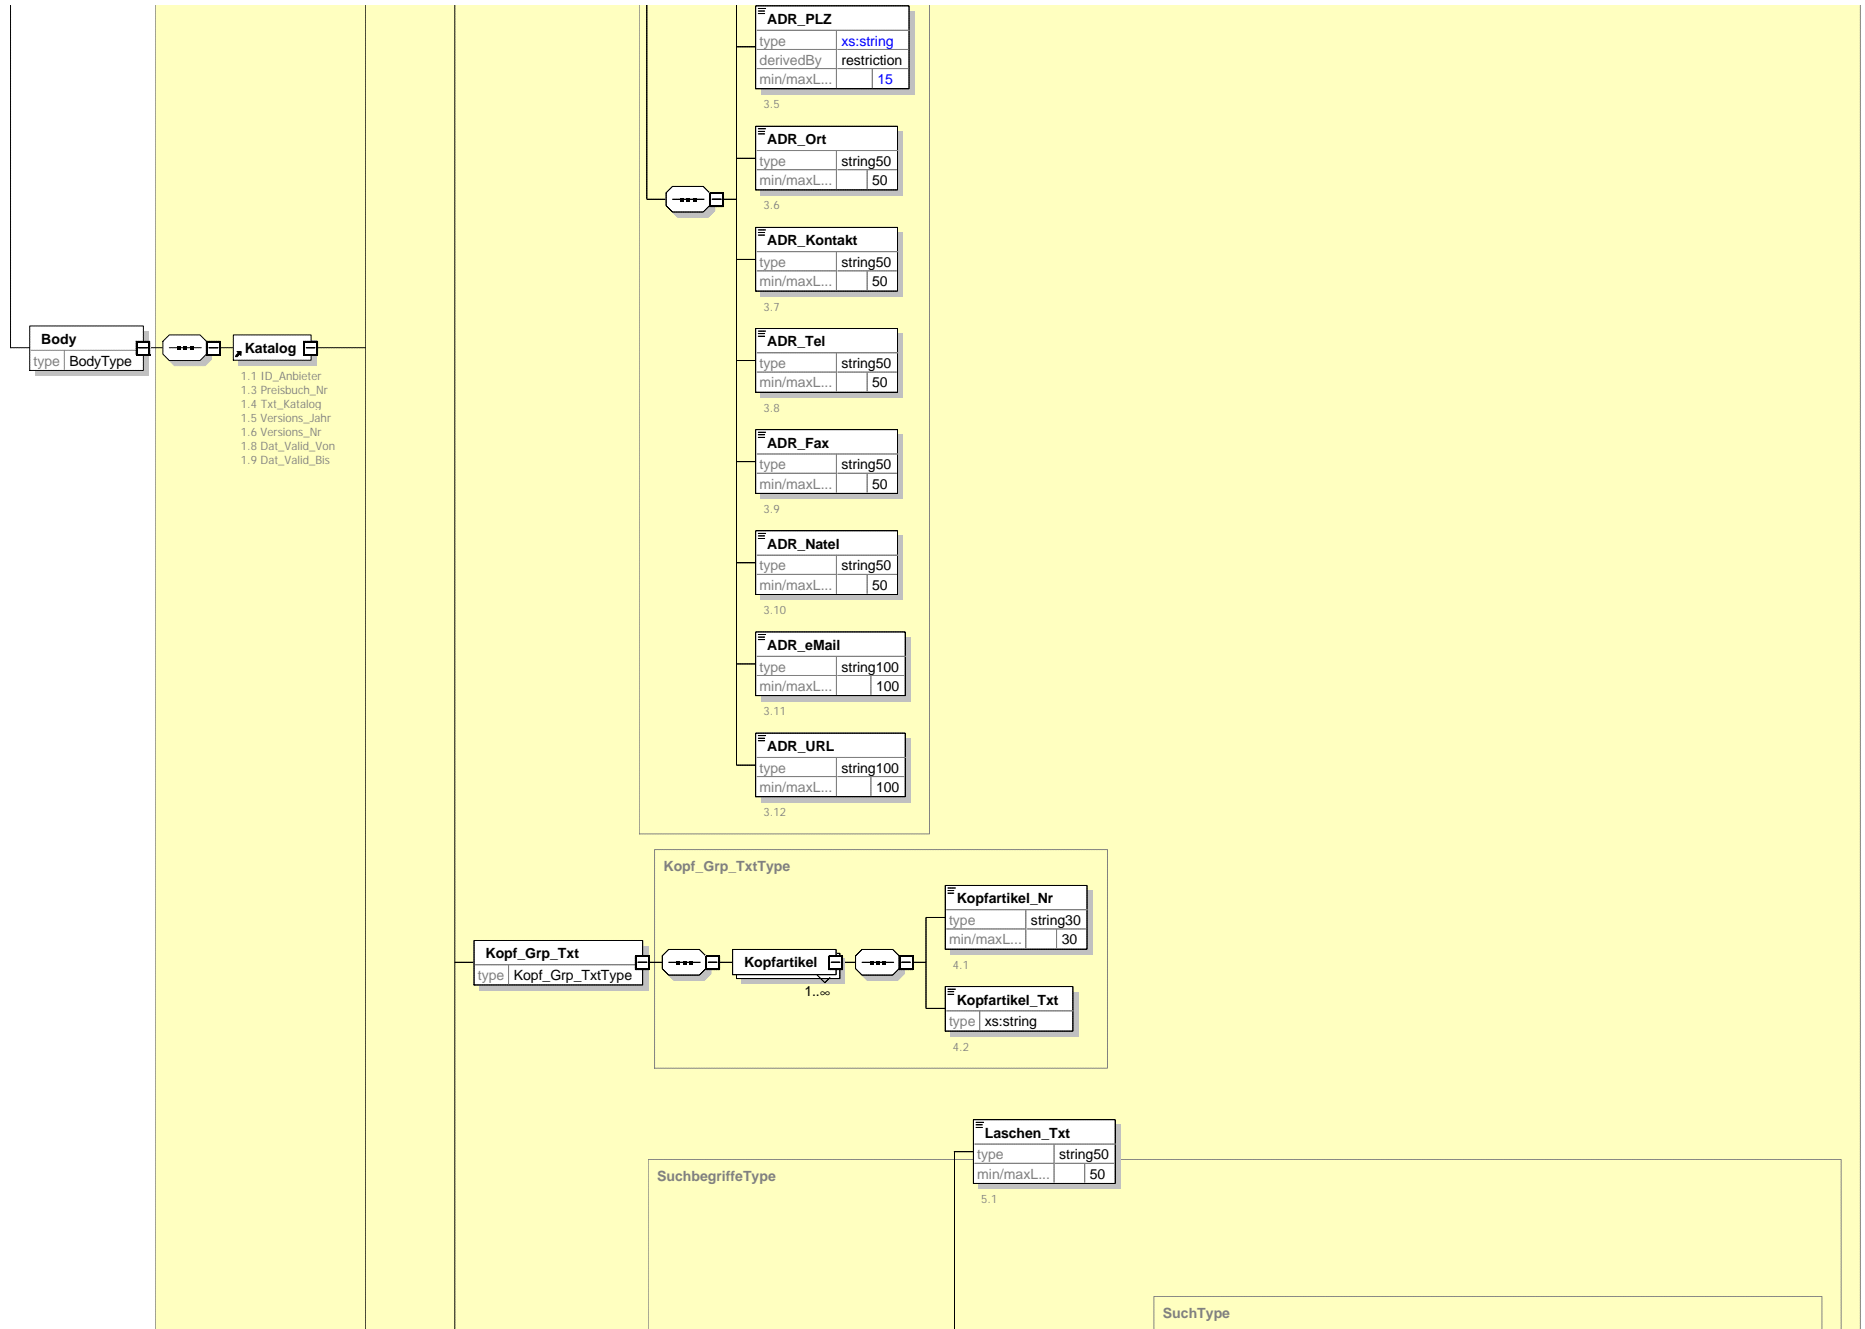 ADR_PLZ
type xs:string
derivedBy restriction
min/maxL... 15
3.5
ADR_Ort
type string50
min/maxL... 50
3.6
ADR_Kontakt
type string50
min/maxL... 50
3.7
Body
type BodyType
Katalog
1.1 ID_Anbieter
1.3 Preisbuch_Nr
1.4 Txt_Katalog
1.5 Versions_Jahr
1.6 Versions_Nr
1.8 Dat_Valid_Von
1.9 Dat_Valid_Bis
ADR_Tel
type string50
min/maxL... 50
3.8
ADR_Fax
type string50
min/maxL... 50
3.9
ADR_Natel
type string50
min/maxL... 50
3.10
ADR_eMail
type string100
min/maxL... 100
3.11
ADR_URL
type string100
min/maxL... 100
3.12
Kopf_Grp_TxtType
Kopf_Grp_Txt
type Kopf_Grp_TxtType
Kopfartikel
1..∞
Kopfartikel_Nr
type string30
min/maxL... 30
4.1
Kopfartikel_Txt
type xs:string
4.2
Laschen_Txt
type string50
min/maxL... 50
5.1
SuchbegriffeType
SuchType